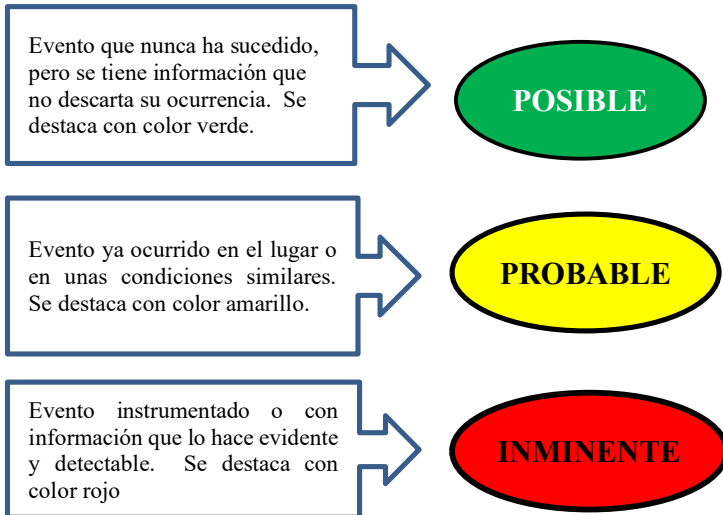 Evento que nunca ha sucedido,
pero se tiene información que
no descarta su ocurrencia. Se
destaca con color verde.
POSIBLE
Evento ya ocurrido en el lugar o
en unas condiciones similares.
Se destaca con color amarillo.
PROBABLE
Evento instrumentado o con
información que lo hace evidente
y detectable. Se destaca con
color rojo
INMINENTE